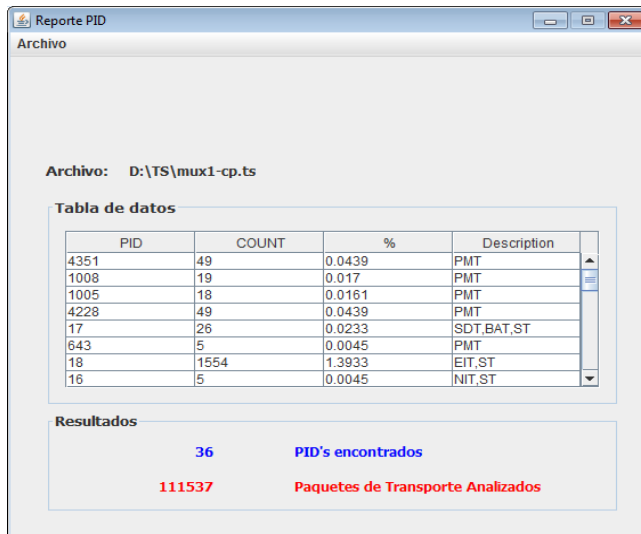 Reporte PID
Archivo
Archivo: D:\TS\mux1-cp.ts
Tabla de datos
PID COUNT % Description
4351 49 0.0439 PMT
1008 19 0.017 PMT
1005 18 0.0161 PMT
4228 49 0.0439 PMT
17 26 0.0233 SDT,BAT,ST
643 5 0.0045 PMT
18 1554 1.3933 EIT,ST
16 5 0.0045 NIT,ST
Resultados
36 PID's encontrados
111537 Paquetes de Transporte Analizados